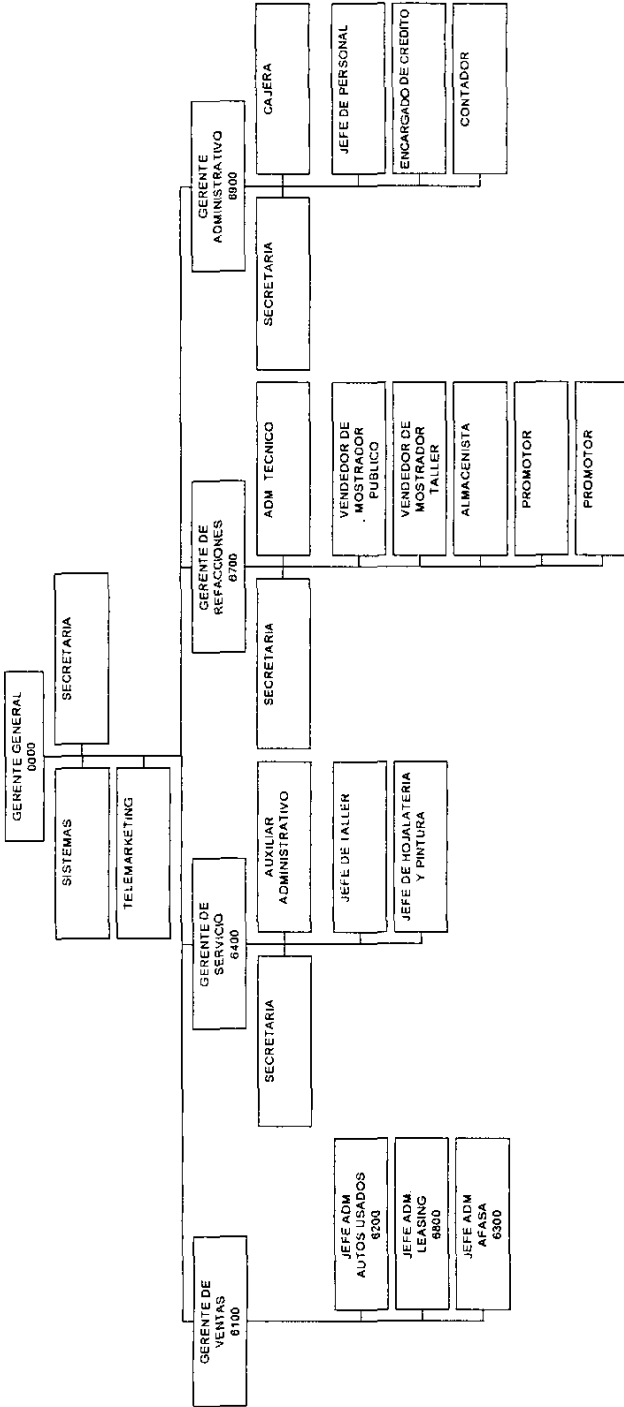 GERENTE GENERAL
0000
SISTEMAS
SECRETARIA
TELEMARKETING
GERENTE DE
VENTAS
6100
JEFE ADM
AUTOS USADOS
6200
JEFE ADM.
LEASING
6800
JEFE ADM
AFASA
6300
GERENTE DE
SERVICIO
6400
SECRETARIA
AUXILIAR
ADMINISTRATIVO
JEFE DE TALLER
JEFE DE HOJALATERIA
Y PINTURA
GERENTE DE
REFACCIONES
6700
SECRETARIA
ADM TECNICO
VENDEDOR DE
. MOSTRADOR
PUBLICO
VENDEDOR DE
MOSTRADOR
TALLER
ALMACENISTA
PROMOTOR
PROMOTOR
GERENTE
ADMINISTRATIVO
6900
SECRETARIA
CAJERA
JEFE DE PERSONAL
ENCARGADO DE CREDITO
CONTADOR